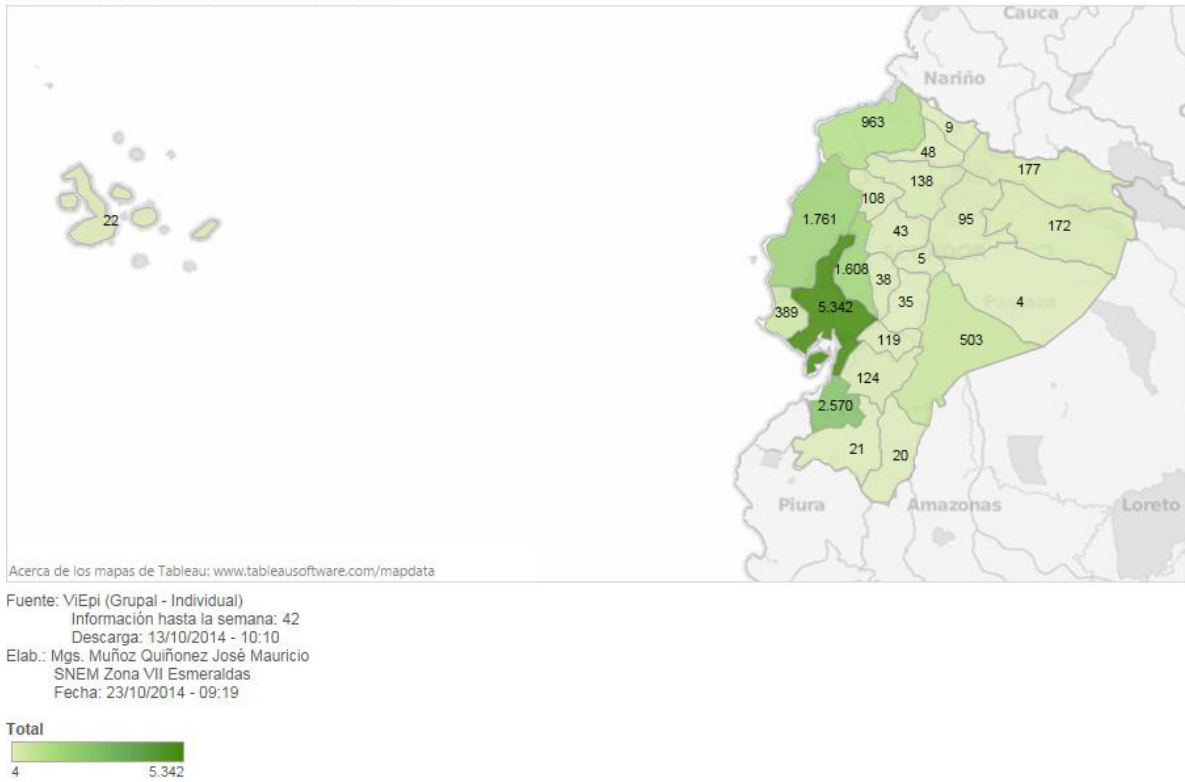 Cauca
Nariño
963
9
48
177
138
108
1.761
95
172
43
22
5
1.608
38
35
4
5.342
389
119
503
124
2.570
21
20
Piura
Amazonas
Loreto
Acerca de los mapas de Tableau: www.tableausoftware.com/mapdata
Fuente: ViEpi (Grupal - Individual)
Información hasta la semana: 42
Descarga: 13/10/2014 - 10:10
Elab.: Mgs. Muñoz Quiñonez José Mauricio
SNEM Zona VII Esmeraldas
Fecha: 23/10/2014 - 09:19
Total
4 5.342